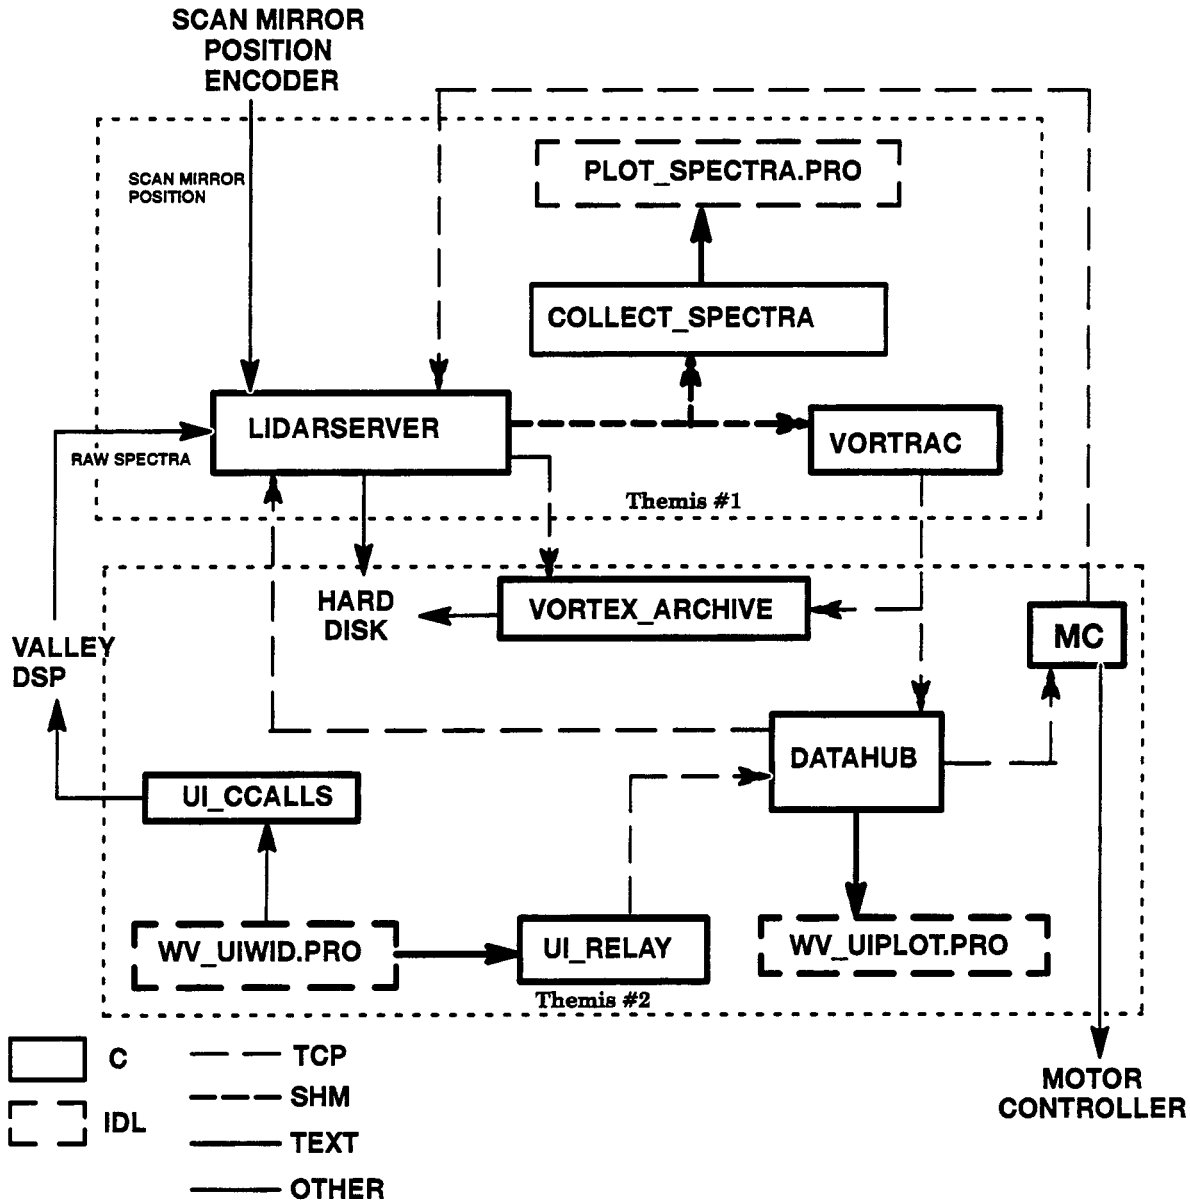 SCAN MIRROR
POSITION
ENCODER
SCAN MIRROR
POSITION
PLOT_SPECTRA.PRO
COLLECT_SPECTRA
LIDARSERVER
VORTRAC
RAW SPECTRA
Themis #1
HARD
DISK
VORTEX_ARCHIVE
MC
VALLEY
DSP
DATAHUB
UI_CCALLS
WV_UIWID.PRO
UI_RELAY
WV_UIPLOT.PRO
Themis #2
C
IDL
TCP
SHM
TEXT
OTHER
MOTOR
CONTROLLER